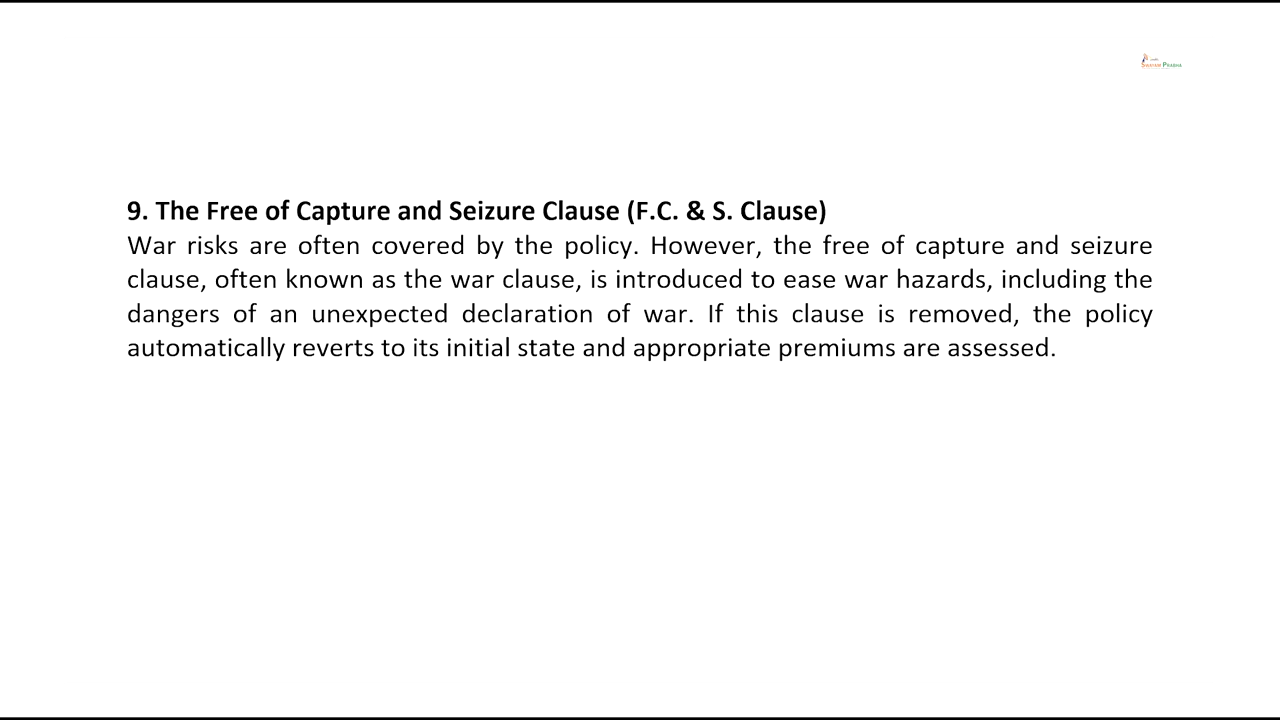 Swayam Prabha
9. The Free of Capture and Seizure Clause (F.C. & S. Clause)
War risks are often covered by the policy. However, the free of capture and seizure
clause, often known as the war clause, is introduced to ease war hazards, including the
dangers of an unexpected declaration of war. If this clause is removed, the policy
automatically reverts to its initial state and appropriate premiums are assessed.